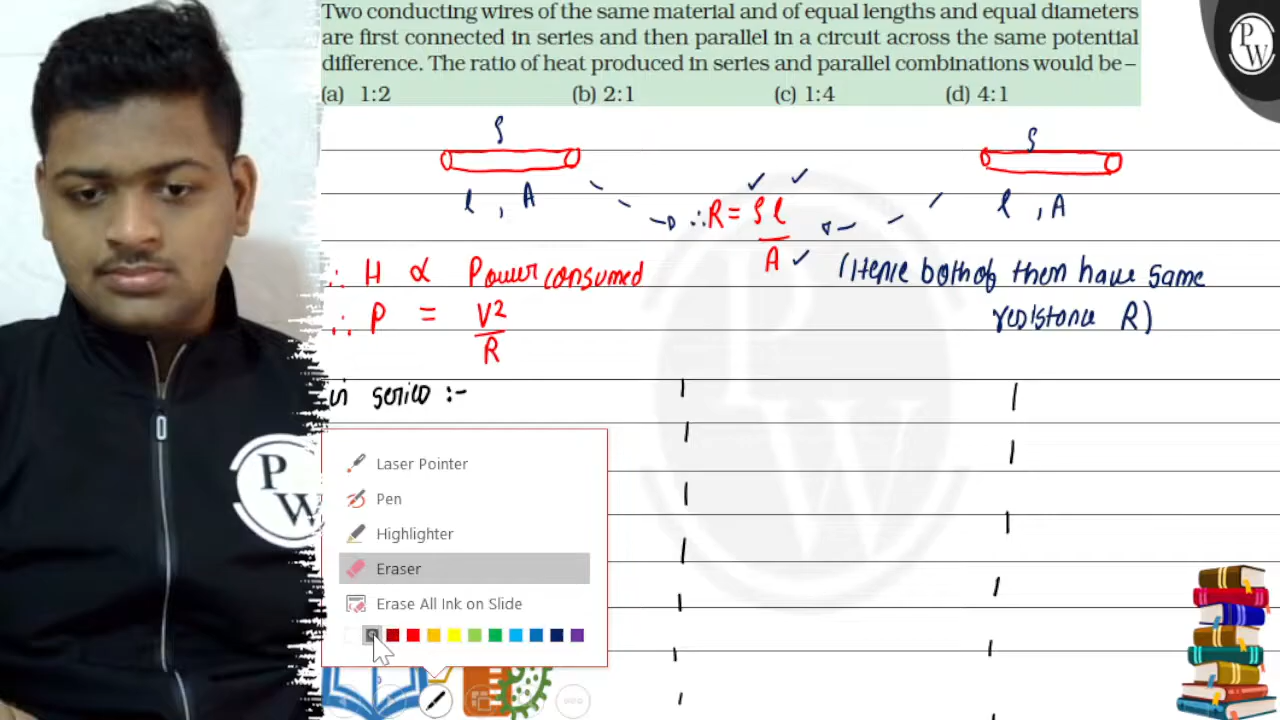 Two conducting wires of the same material and of equal lengths and equal diameters
are first connected in series and then parallel in a circuit across the same potential
difference. The ratio of heat produced in series and parallel combinations would be –
(a) 1:2 (b) 2:1 (c) 1:4 (d) 4:1
ρ ρ
l , A l , A
∴ R = ρl
A
∴ H ∝ Power consumed (Hence both of them have same
∴ P = V2 resistance R)
R
in series :-
Laser Pointer
Pen
Highlighter
Eraser
Erase All Ink on Slide
P
W
P
W
P
W